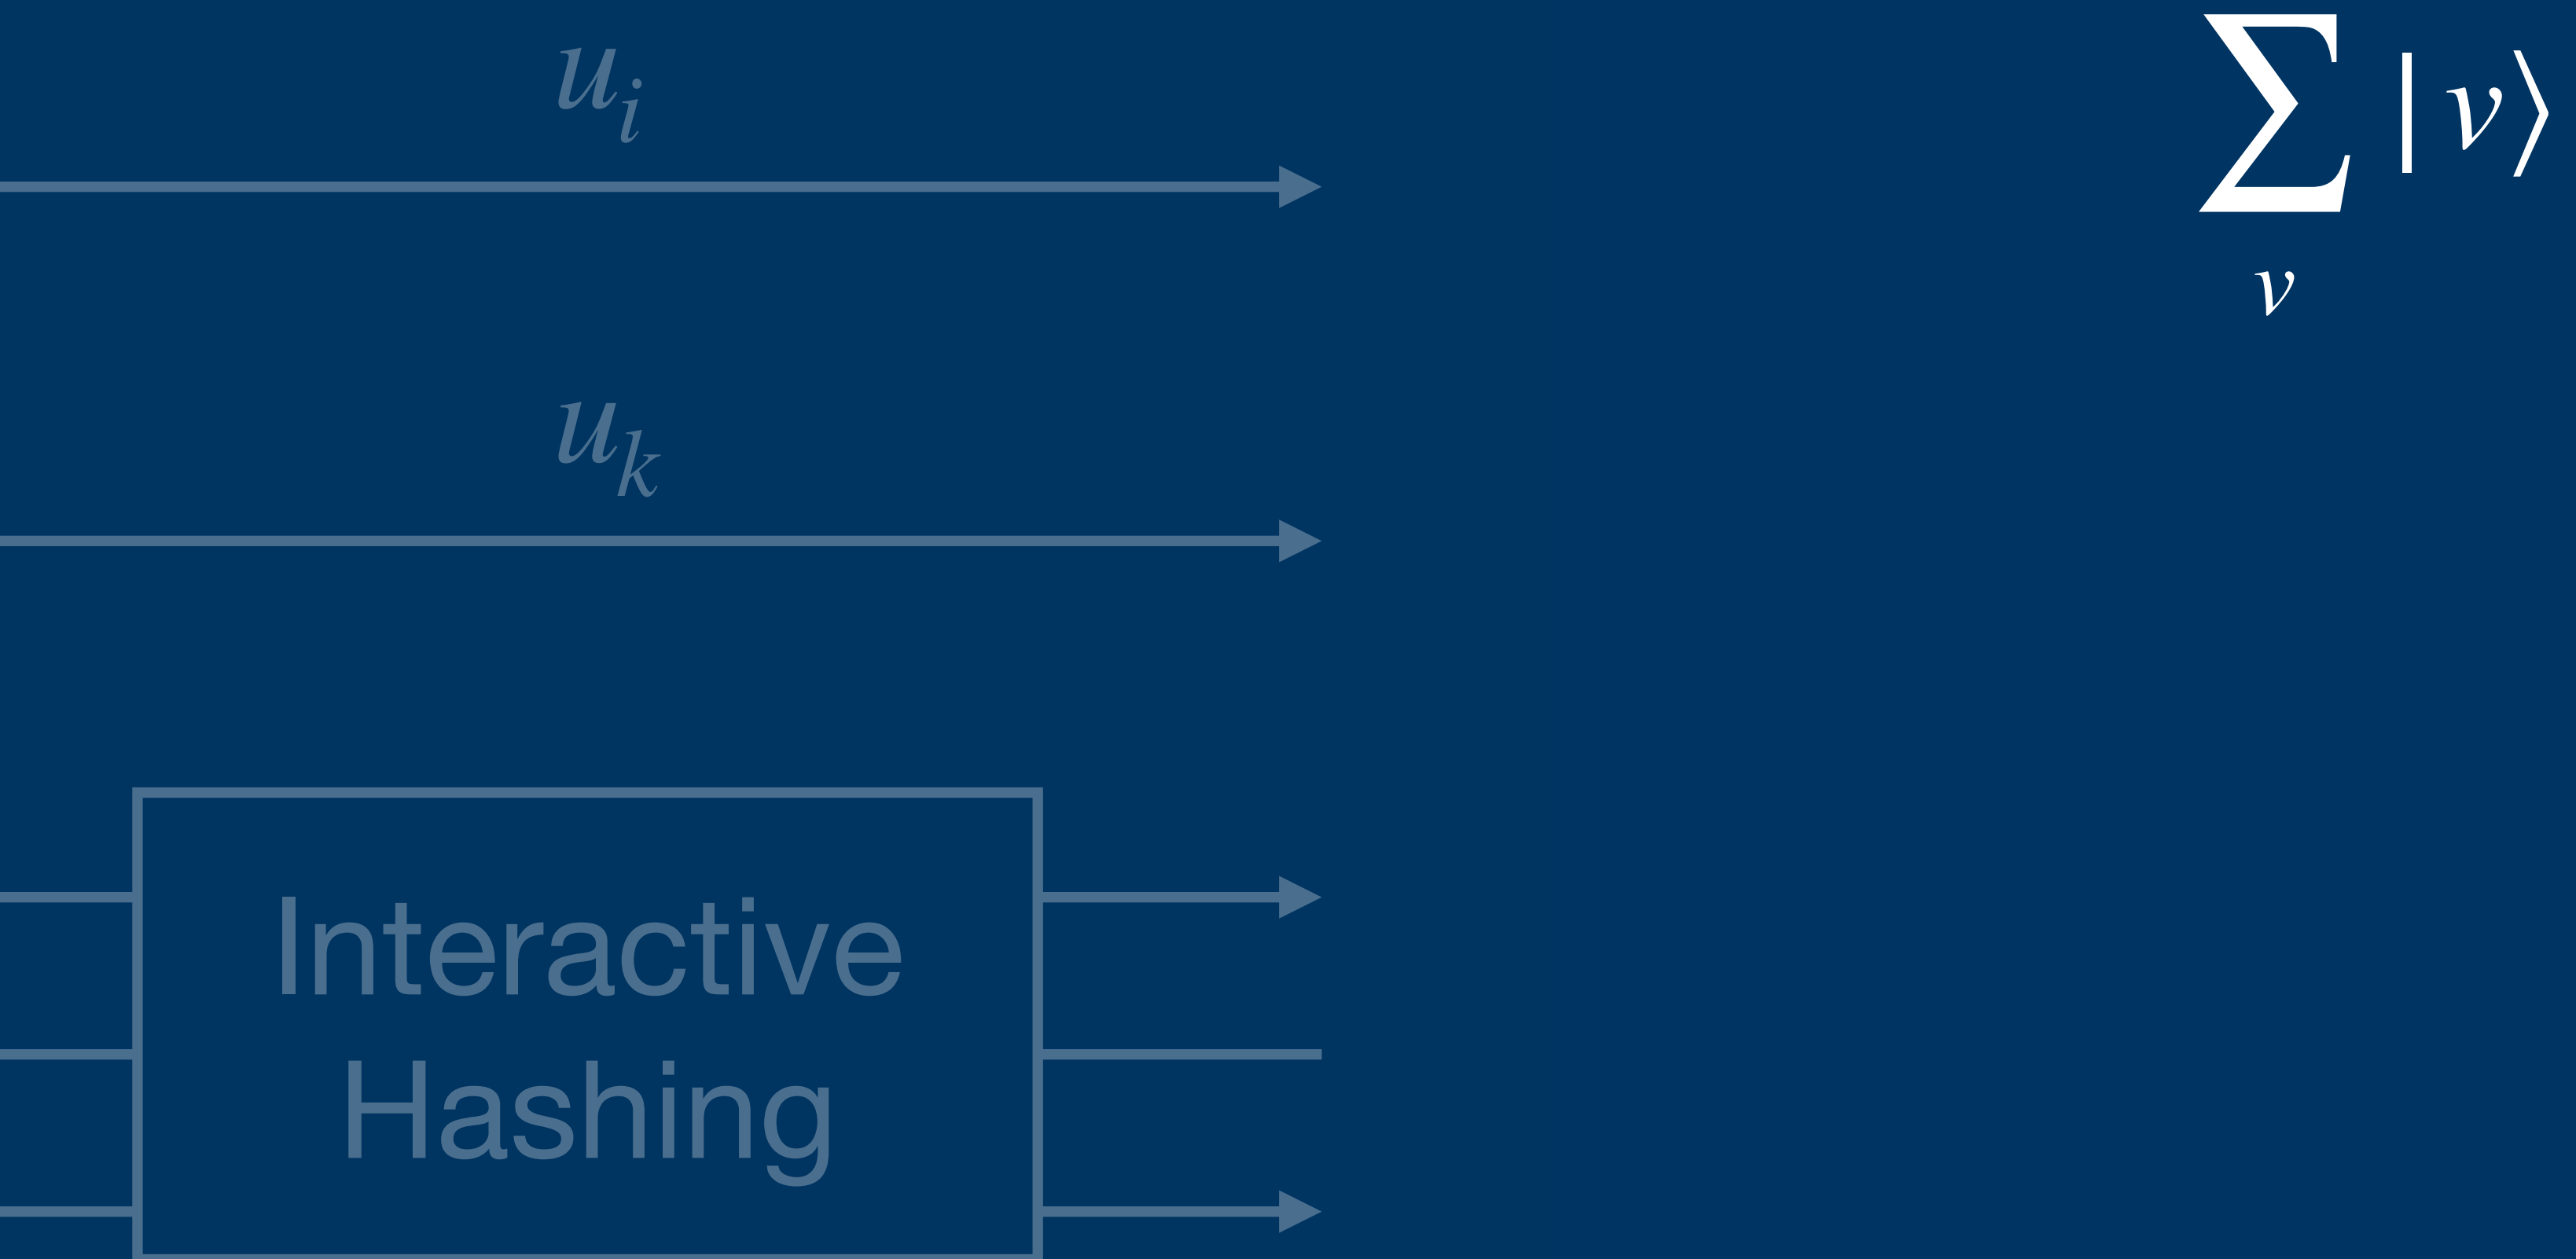 u_i
∑_v |v⟩
u_k
Interactive
Hashing